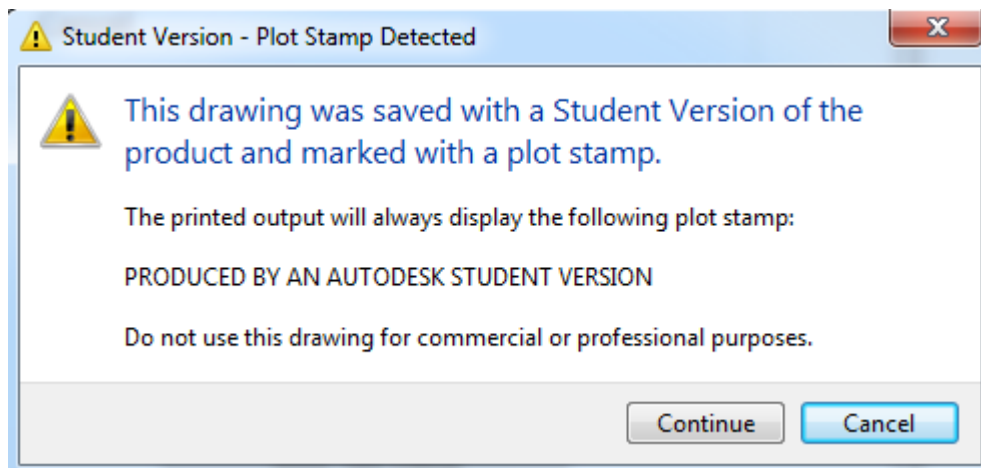 Student Version - Plot Stamp Detected
This drawing was saved with a Student Version of the
product and marked with a plot stamp.
The printed output will always display the following plot stamp:
PRODUCED BY AN AUTODESK STUDENT VERSION
Do not use this drawing for commercial or professional purposes.
Continue Cancel